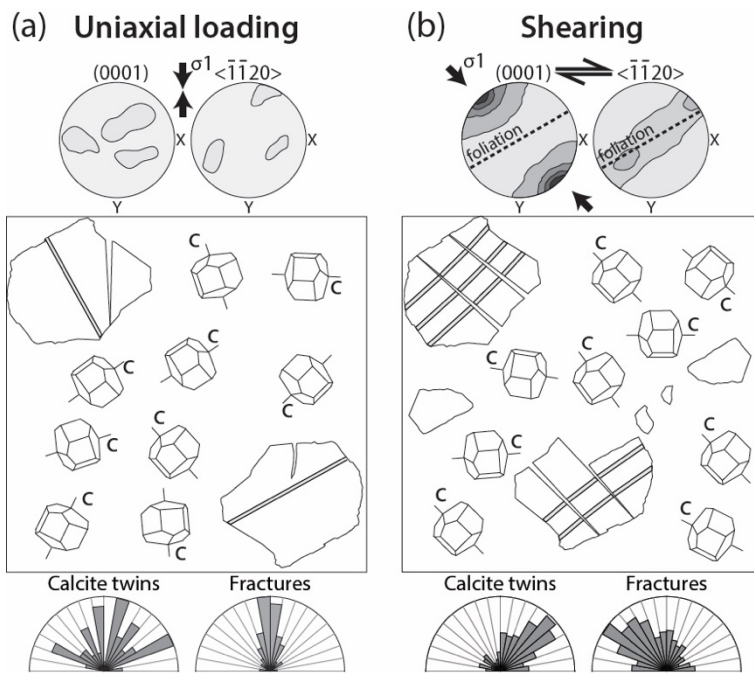 (a) Uniaxial loading
(0001) σ1 <1̅1̅20>
X X
Y Y
C C
C C C
C C
C C
Calcite twins Fractures
(b) Shearing
σ1 (0001) <1̅1̅20>
foliation X foliation X
Y Y
C C
C
C C
C C
C C
Calcite twins Fractures